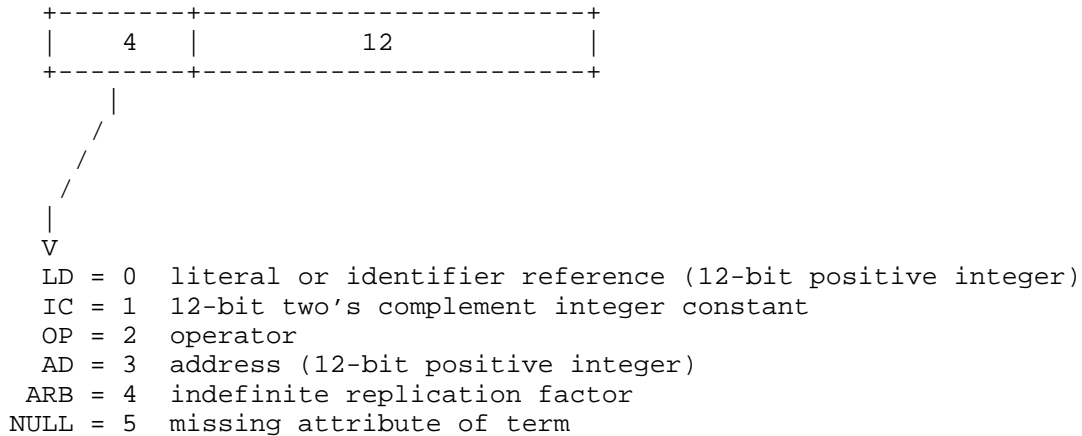 +--------+------------------------+
|    4   |           12           |
+--------+------------------------+
|
/
/
/
|
V
LD = 0  literal or identifier reference (12-bit positive integer)
IC = 1  12-bit two's complement integer constant
OP = 2  operator
AD = 3  address (12-bit positive integer)
ARB = 4  indefinite replication factor
NULL = 5  missing attribute of term